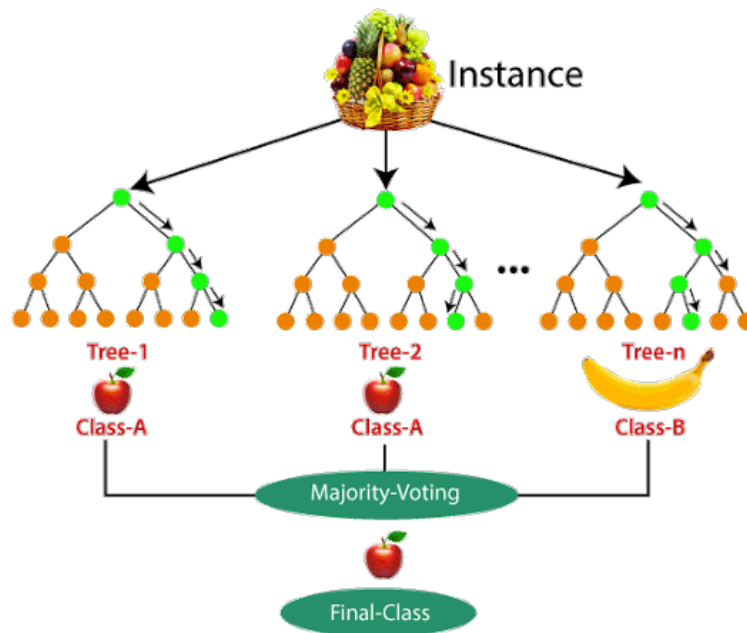 Instance
...
Tree-1
Tree-2
Tree-n
Class-A
Class-A
Class-B
Majority-Voting
Final-Class